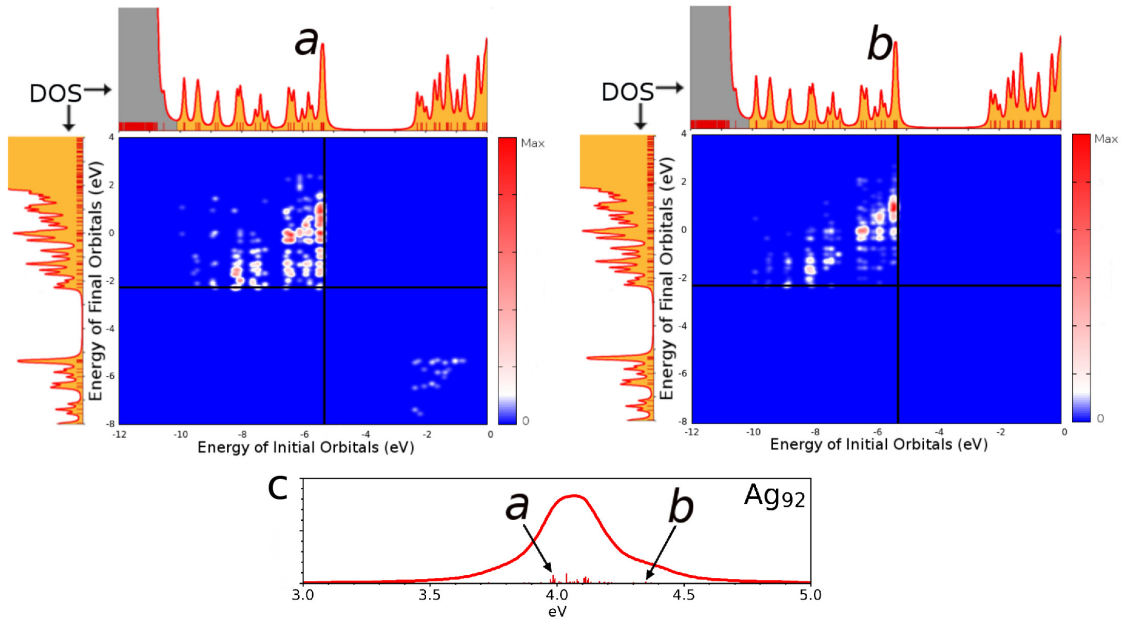 a
DOS
Energy of Final Orbitals (eV)
4
2
0
-2
-4
-6
-8
-12
-10
-8
-6
-4
-2
0
Energy of Initial Orbitals (eV)
Max
0
b
DOS
Energy of Final Orbitals (eV)
4
2
0
-2
-4
-6
-8
-12
-10
-8
-6
-4
-2
0
Energy of Initial Orbitals (eV)
Max
0
C
a
b
Ag₉₂
3.0
3.5
4.0
4.5
5.0
eV